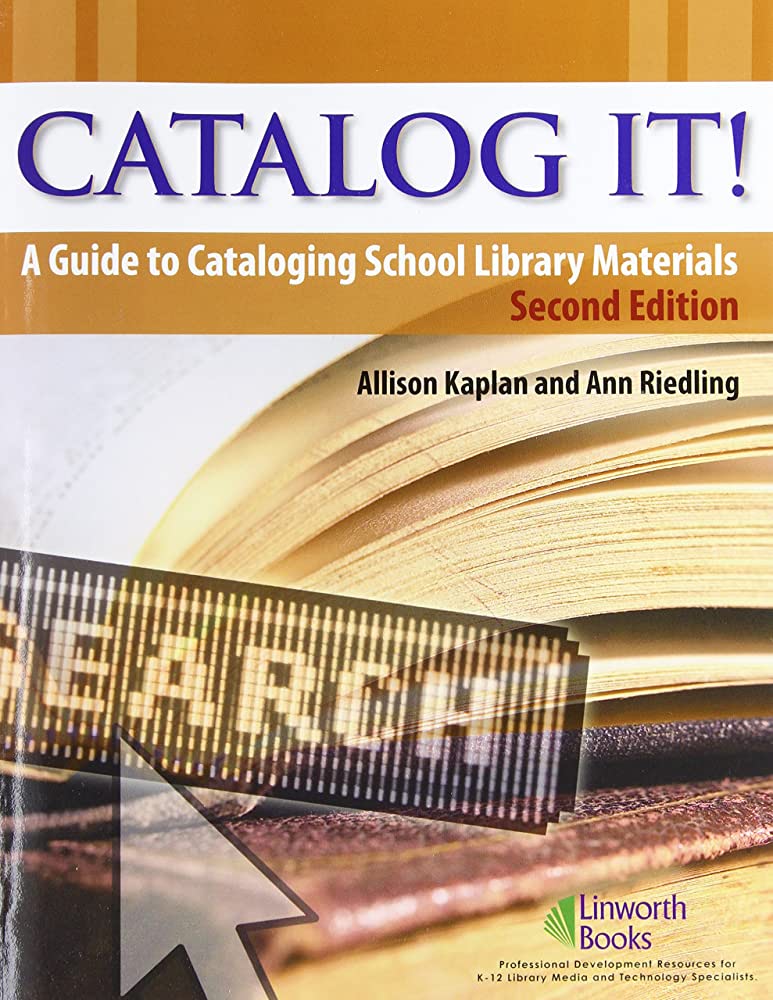 CATALOG IT!
A Guide to Cataloging School Library Materials
Second Edition
Allison Kaplan and Ann Riedling
SEARCH
Linworth
Books
Professional Development Resources for
K-12 Library Media and Technology Specialists.